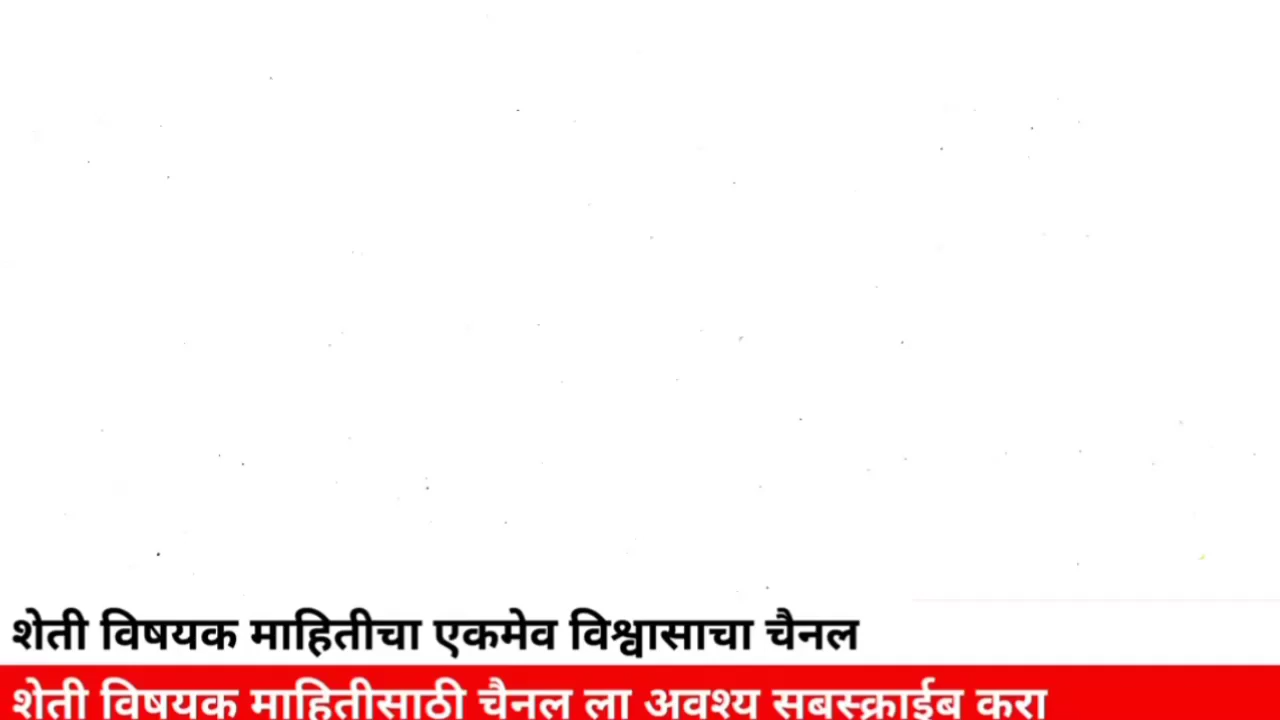 शेती विषयक माहितीचा एकमेव विश्वासाचा चैनल
शेती विषयक माहितीसाठी चैनल ला अवश्य सबस्क्राईब करा